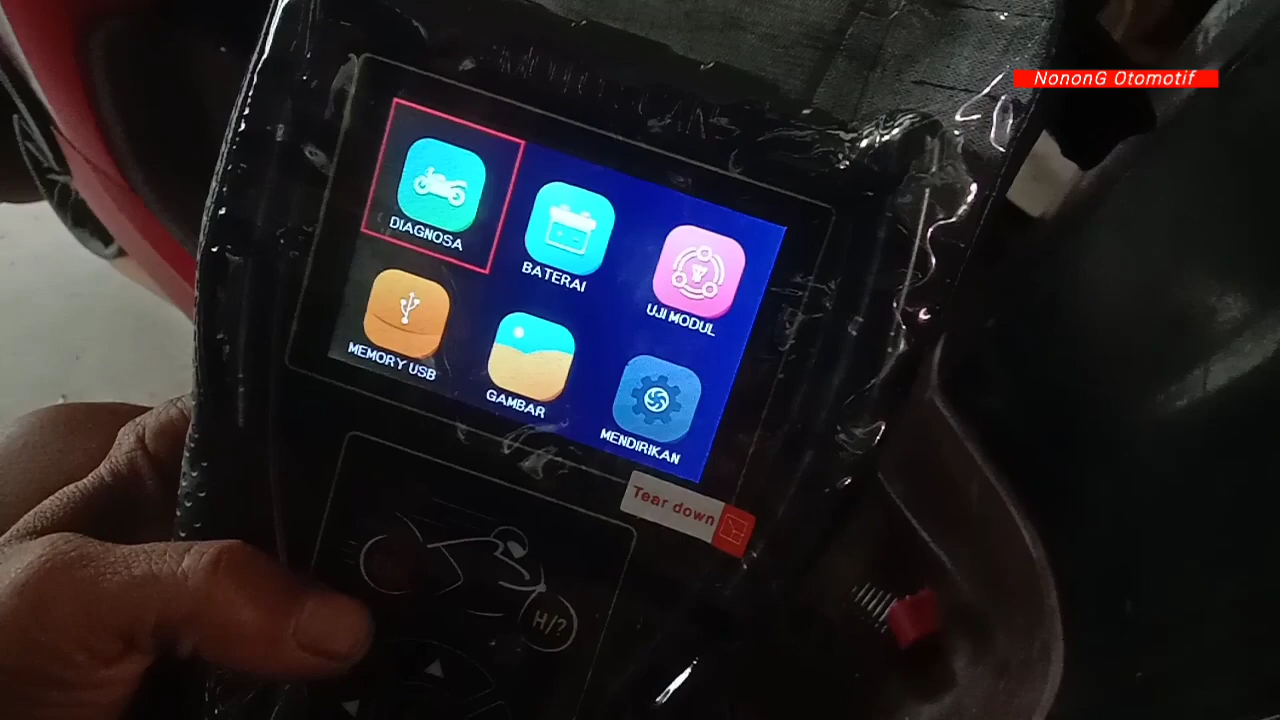 NononG Otomotif
DIAGNOSA
BATERAI
UJI MODUL
MEMORY USB
GAMBAR
MENDIRIKAN
Tear down
H/?